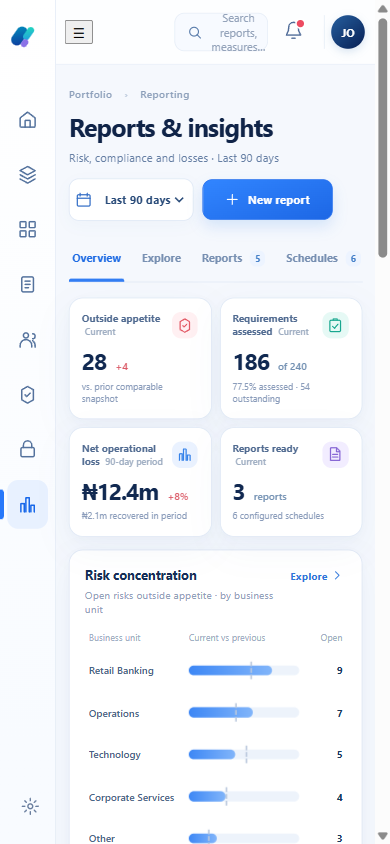 Search reports, measures...
JO
Portfolio › Reporting
Reports & insights
Risk, compliance and losses · Last 90 days
Last 90 days
New report
Overview Explore Reports 5 Schedules 6
Outside appetite Current
28 +4
vs. prior comparable snapshot
Requirements assessed Current
186 of 240
77.5% assessed · 54 outstanding
Net operational loss 90-day period
₦12.4m +8%
₦2.1m recovered in period
Reports ready Current
3 reports
6 configured schedules
Risk concentration
Explore
Open risks outside appetite · by business unit
Business unit Current vs previous Open
Retail Banking 9
Operations 7
Technology 5
Corporate Services 4
Other 3